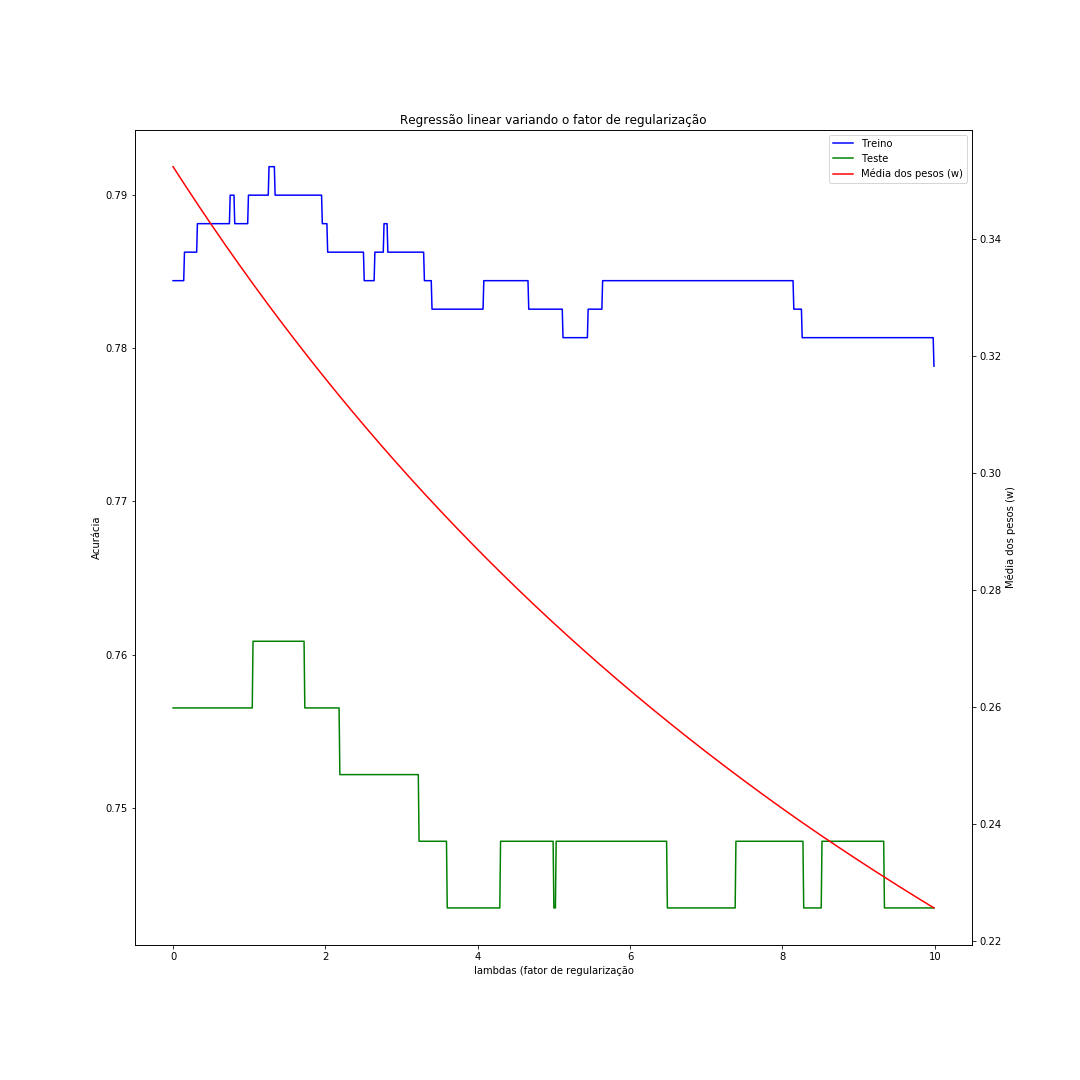 Regressão linear variando o fator de regularização
Treino
Teste
Média dos pesos (w)
0.79
0.78
0.77
0.76
0.75
Acurácia
0.34
0.32
0.30
0.28
0.26
0.24
0.22
Média dos pesos (w)
0 2 4 6 8 10
lambdas (fator de regularização